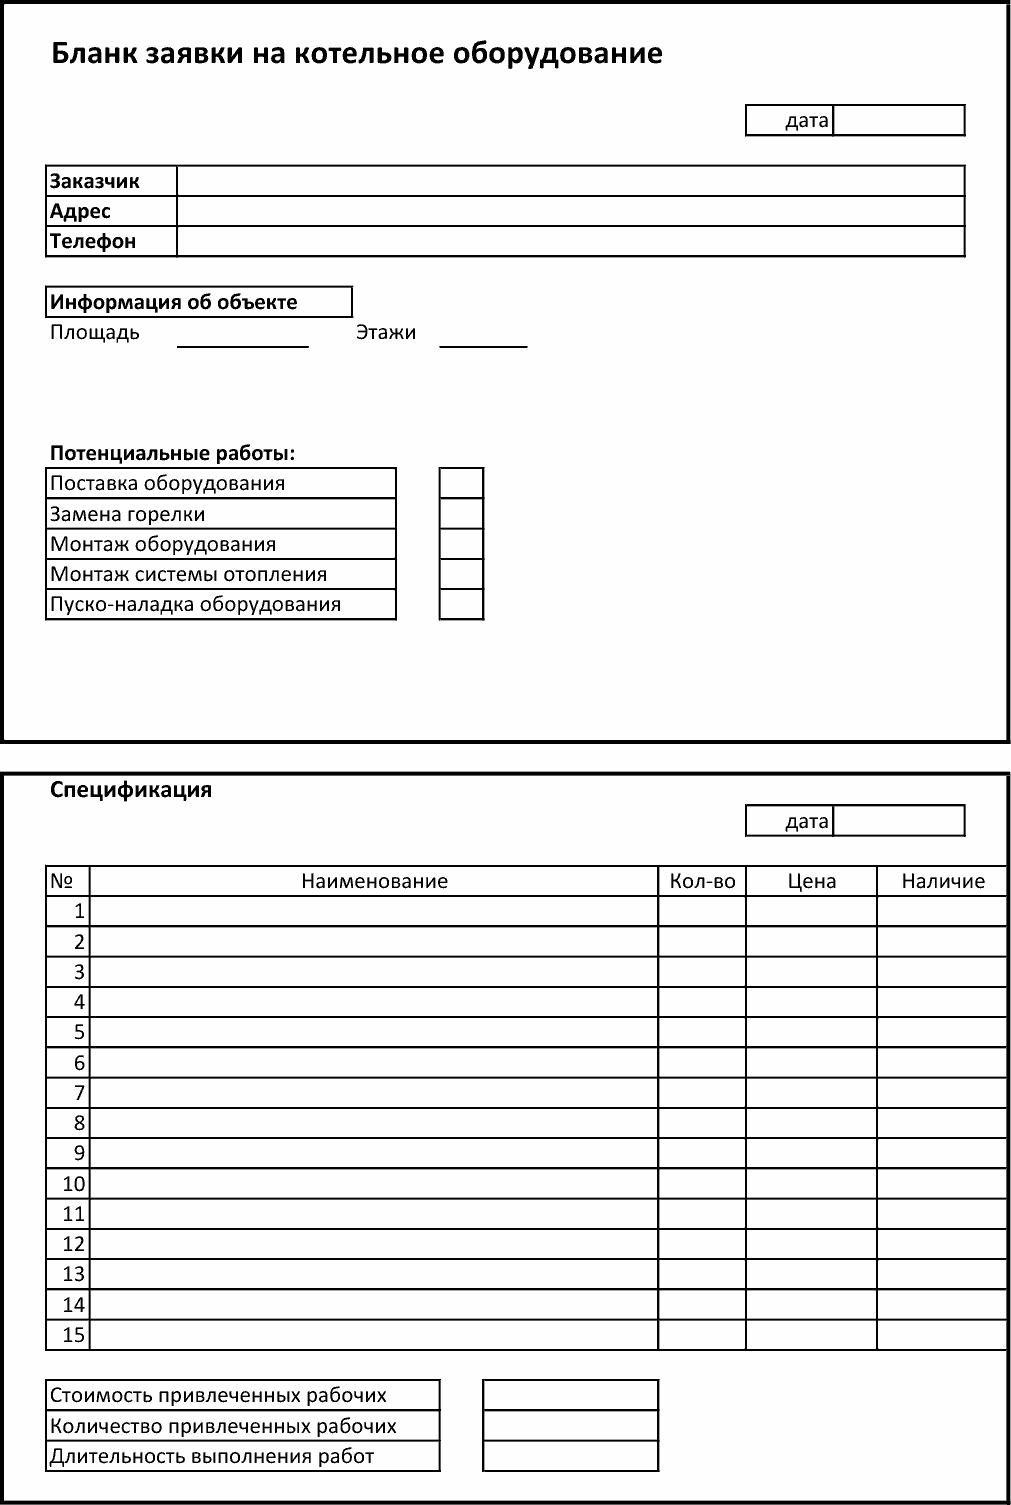 Бланк заявки на котельное оборудование
дата
Заказчик
Адрес
Телефон
Информация об объекте
Площадь Этажи
Потенциальные работы:
Поставка оборудования
Замена горелки
Монтаж оборудования
Монтаж системы отопления
Пуско-наладка оборудования
Спецификация
дата
№ Наименование Кол-во Цена Наличие
1
2
3
4
5
6
7
8
9
10
11
12
13
14
15
Стоимость привлеченных рабочих
Количество привлеченных рабочих
Длительность выполнения работ